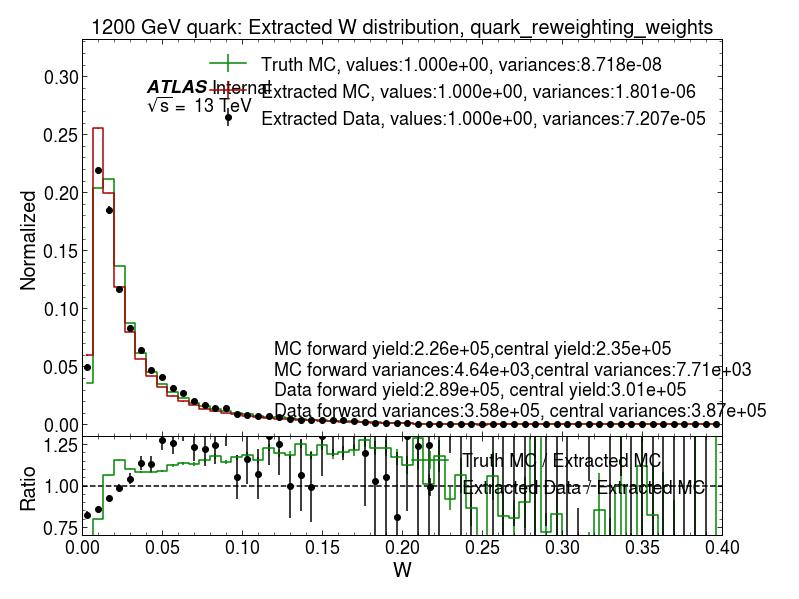 1200 GeV quark: Extracted W distribution, quark_reweighting_weights
Truth MC, values:1.000e+00, variances:8.718e-08
ATLAS Internal
Extracted MC, values:1.000e+00, variances:1.801e-06
√s = 13 TeV
Extracted Data, values:1.000e+00, variances:7.207e-05
Normalized
0.30
0.25
0.20
0.15
0.10
0.05
0.00
MC forward yield:2.26e+05,central yield:2.35e+05
MC forward variances:4.64e+03,central variances:7.71e+03
Data forward yield:2.89e+05, central yield:3.01e+05
Data forward variances:3.58e+05, central variances:3.87e+05
Ratio
1.25
1.00
0.75
Truth MC / Extracted MC
Extracted Data / Extracted MC
0.00 0.05 0.10 0.15 0.20 0.25 0.30 0.35 0.40
W